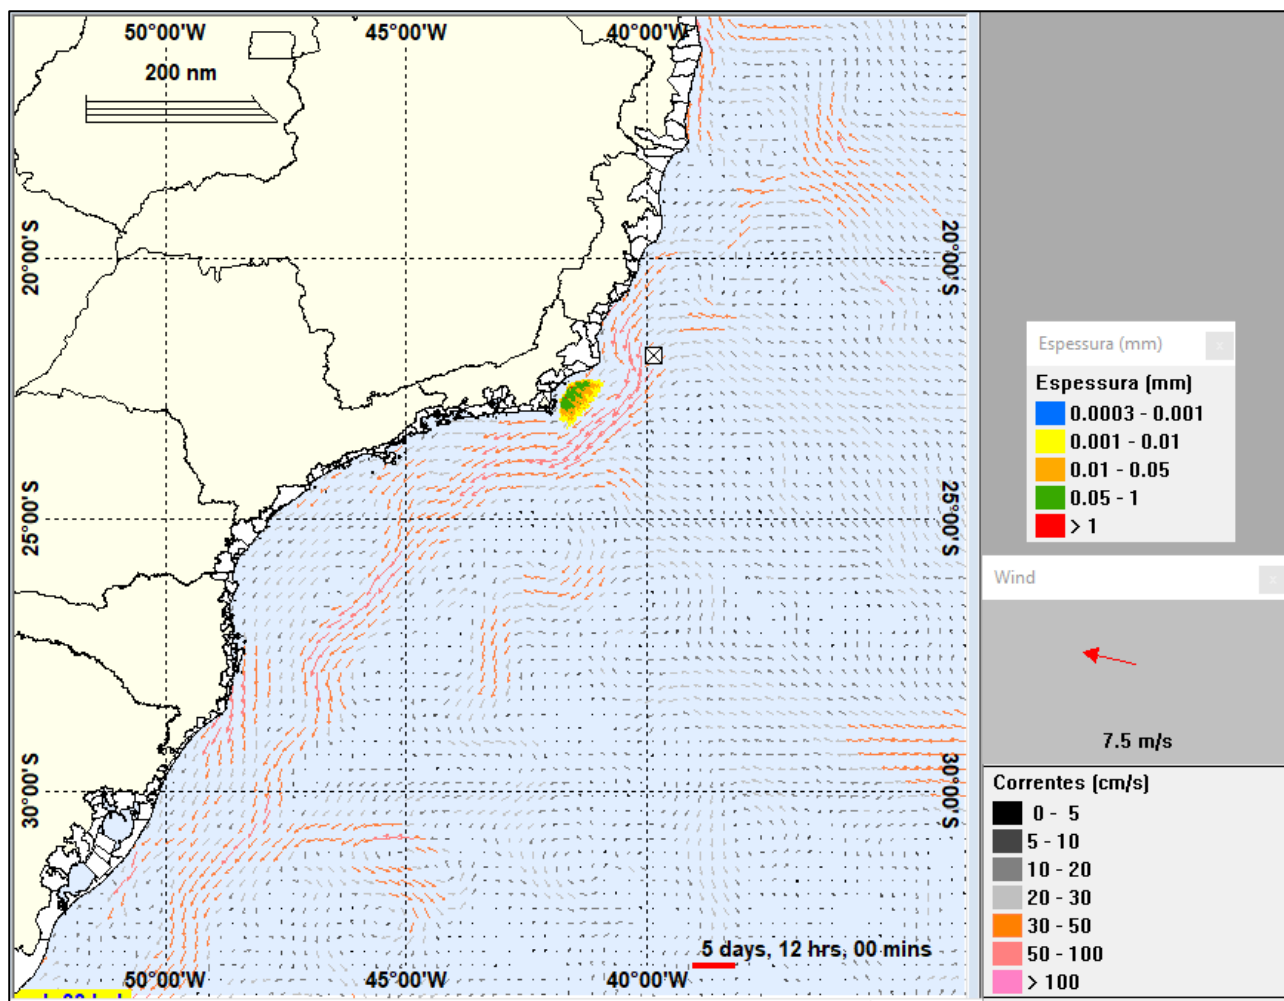 50°00'W 45°00'W 40°00'W
200 nm
20°00'S
20°00'S
25°00'S
25°00'S
30°00'S
30°00'S
5 days, 12 hrs, 00 mins
50°00'W 45°00'W 40°00'W
Espessura (mm) x
Espessura (mm)
0.0003 - 0.001
0.001 - 0.01
0.01 - 0.05
0.05 - 1
> 1
Wind x
7.5 m/s
Correntes (cm/s)
0 - 5
5 - 10
10 - 20
20 - 30
30 - 50
50 - 100
> 100